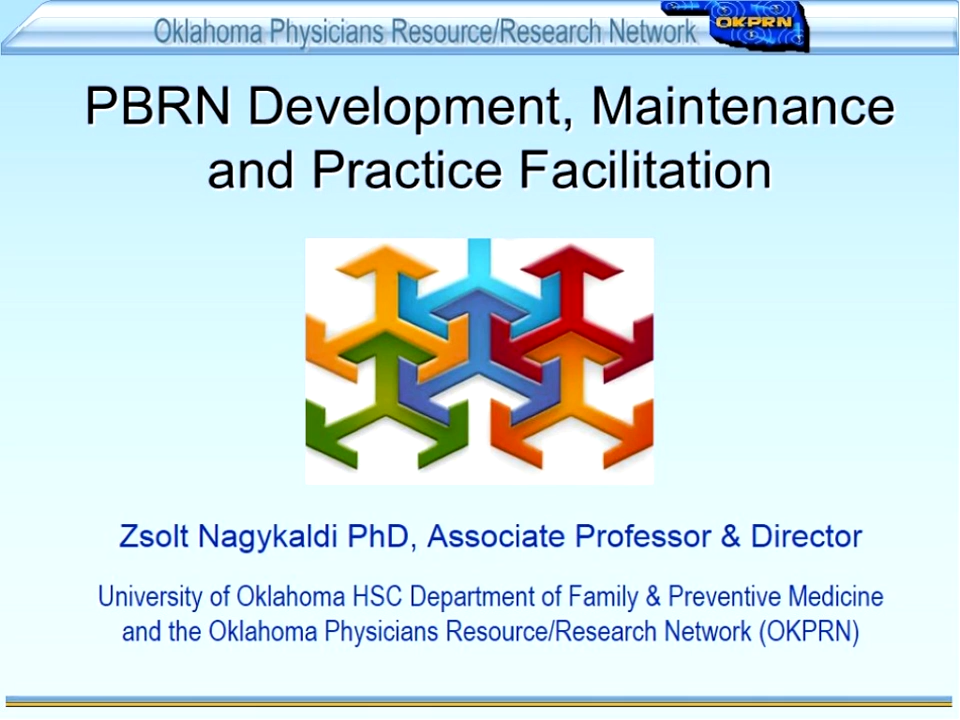 Oklahoma Physicians Resource/Research Network
OKPRN
PBRN Development, Maintenance
and Practice Facilitation
Zsolt Nagykaldi PhD, Associate Professor & Director
University of Oklahoma HSC Department of Family & Preventive Medicine
and the Oklahoma Physicians Resource/Research Network (OKPRN)